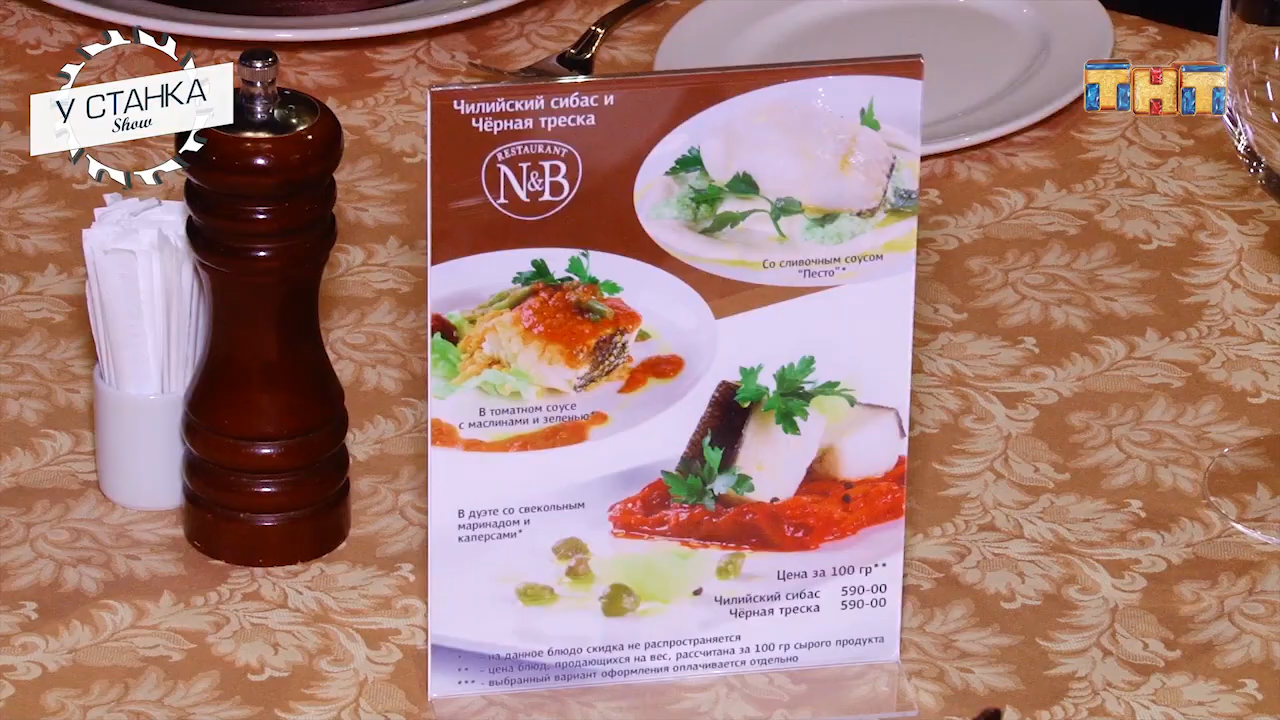 У СТАНКА
Show
ТНТ
Чилийский сибас и
Чёрная треска
RESTAURANT
N&B
Со сливочным соусом
"Песто"*
В томатном соусе
с маслинами и зеленью*
В дуэте со свекольным
маринадом и
каперсами*
Цена за 100 гр**
Чилийский сибас 590-00
Чёрная треска 590-00
* - на данное блюдо скидка не распространяется
** - цена блюд, продающихся на вес, рассчитана за 100 гр сырого продукта
*** - выбранный вариант оформления оплачивается отдельно